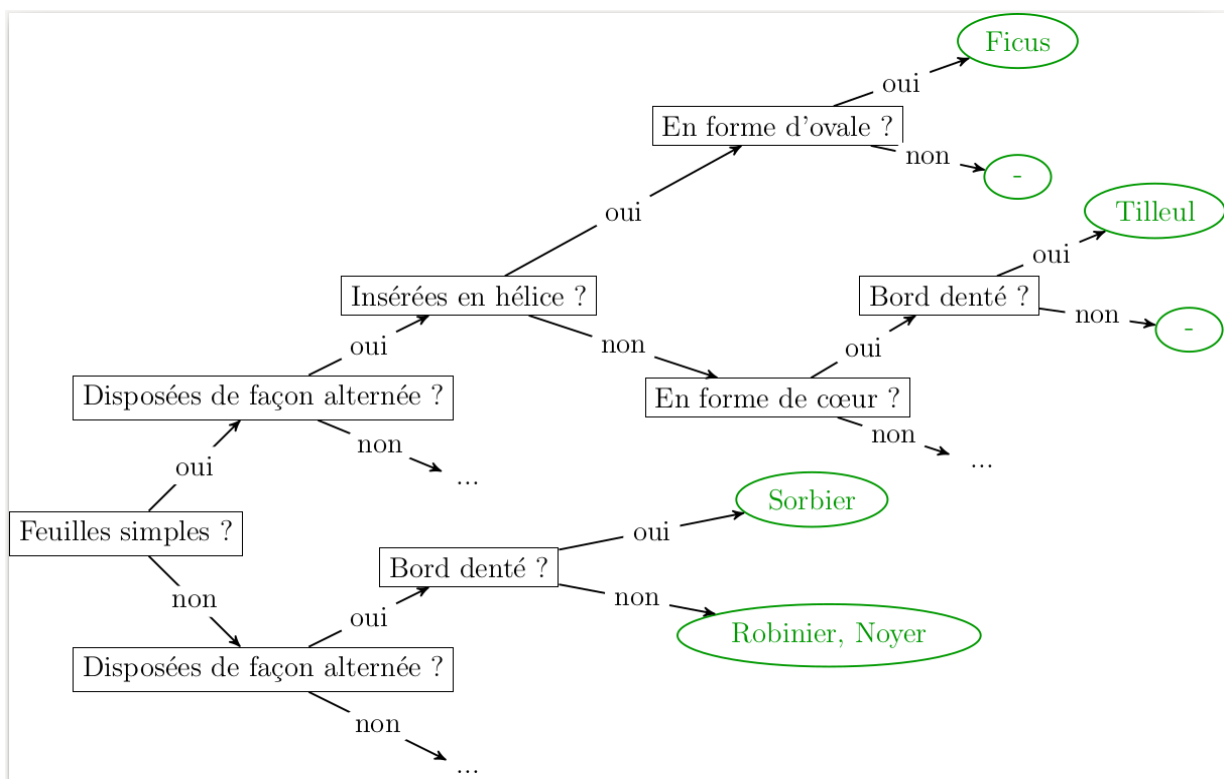 Ficus
oui
En forme d'ovale ?
non
-
oui
Tilleul
oui
Insérées en hélice ?
Bord denté ?
non
-
oui
non
oui
Disposées de façon alternée ?
En forme de cœur ?
non
non
...
oui
...
Sorbier
Feuilles simples ?
oui
Bord denté ?
non
non
oui
Robinier, Noyer
Disposées de façon alternée ?
non
...